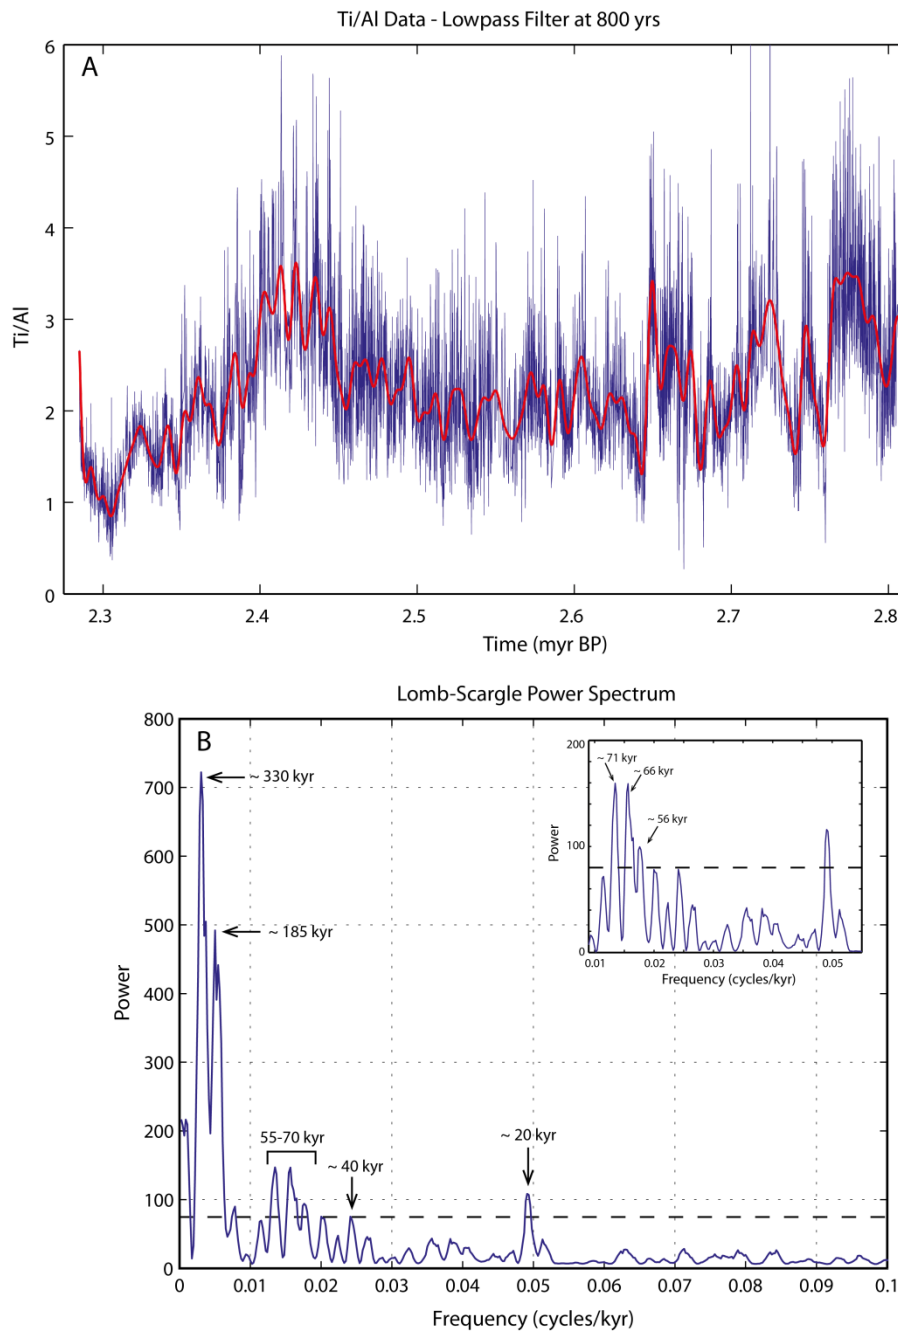 Ti/Al Data - Lowpass Filter at 800 yrs
A
6
5
4
3
2
1
0
Ti/Al
2.3 2.4 2.5 2.6 2.7 2.8
Time (myr BP)
Lomb-Scargle Power Spectrum
B
800
700
600
500
400
300
200
100
0
Power
~ 330 kyr
~ 185 kyr
55-70 kyr
~ 40 kyr
~ 20 kyr
0 0.01 0.02 0.03 0.04 0.05 0.06 0.07 0.08 0.09 0.1
Frequency (cycles/kyr)
200
100
0
Power
~ 71 kyr
~ 66 kyr
~ 56 kyr
0.01 0.02 0.03 0.04 0.05
Frequency (cycles/kyr)